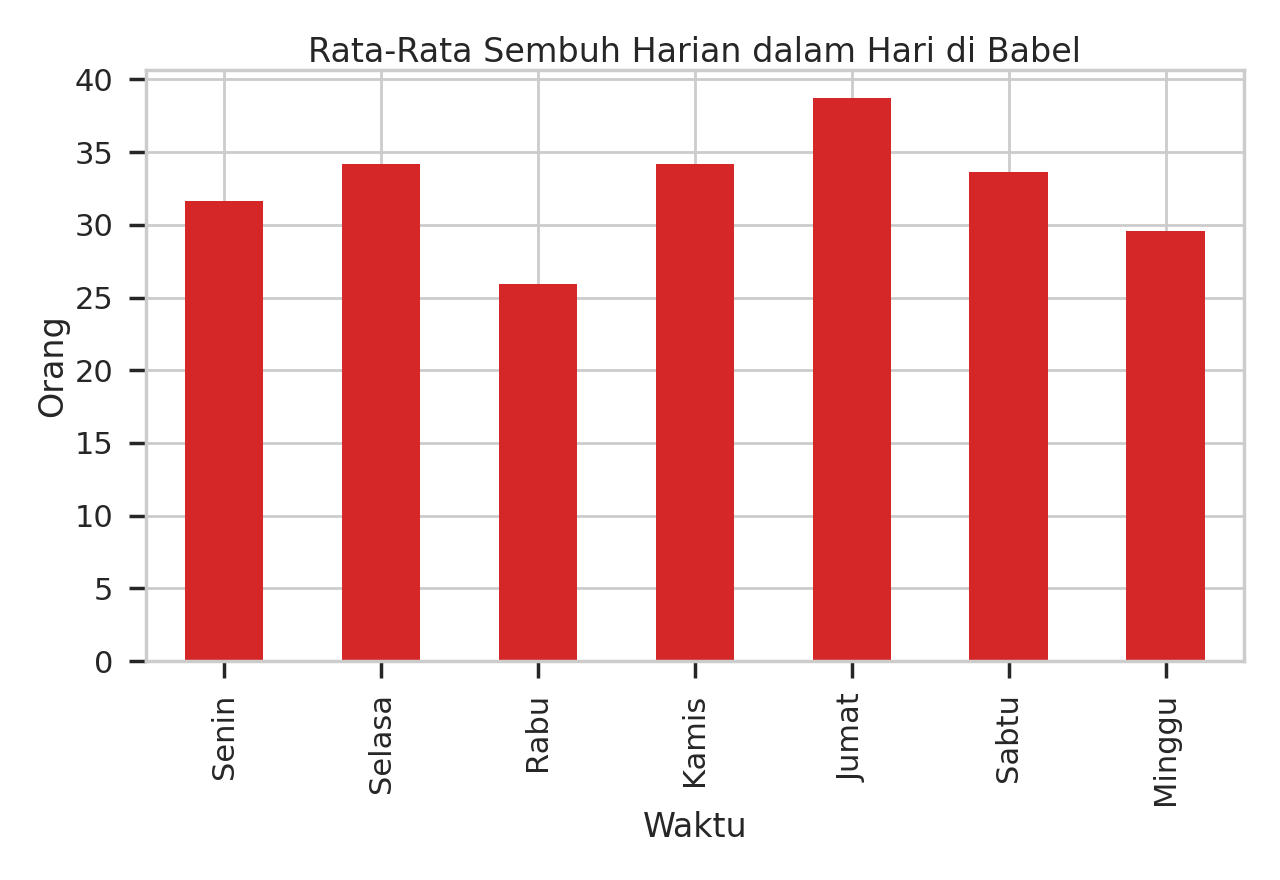 Rata-Rata Sembuh Harian dalam Hari di Babel
40
35
30
25
20
15
10
5
0
Orang
Senin
Selasa
Rabu
Kamis
Jumat
Sabtu
Minggu
Waktu